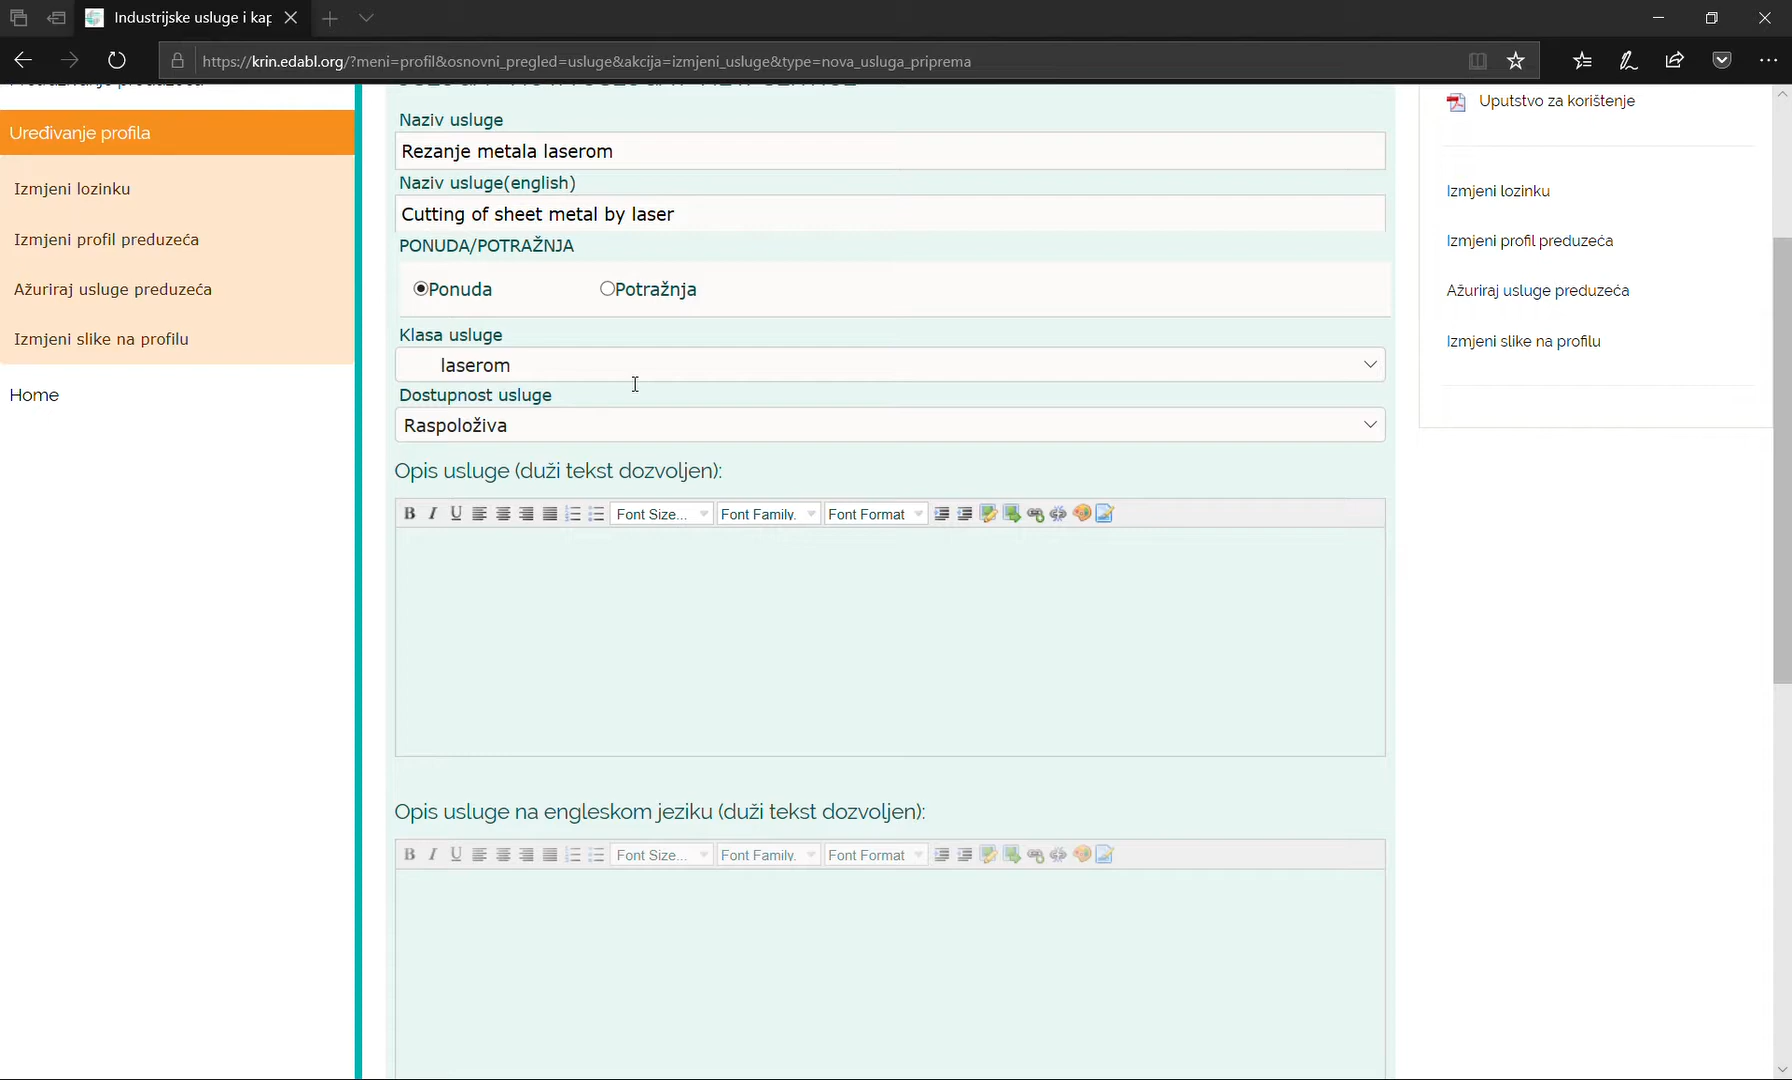 Industrijske usluge i kap
https://krin.edabl.org/?meni=profil&osnovni_pregled=usluge&akcija=izmjeni_usluge&type=nova_usluga_priprema
Uređivanje profila
Izmjeni lozinku
Izmjeni profil preduzeća
Ažuriraj usluge preduzeća
Izmjeni slike na profilu
Home
Naziv usluge
Rezanje metala laserom
Naziv usluge(english)
Cutting of sheet metal by laser
PONUDA/POTRAŽNJA
Ponuda Potražnja
Klasa usluge
laserom
Dostupnost usluge
Raspoloživa
Opis usluge (duži tekst dozvoljen):
B I U Font Size... Font Family. Font Format
Opis usluge na engleskom jeziku (duži tekst dozvoljen):
B I U Font Size... Font Family. Font Format
Uputstvo za korištenje
Izmjeni lozinku
Izmjeni profil preduzeća
Ažuriraj usluge preduzeća
Izmjeni slike na profilu